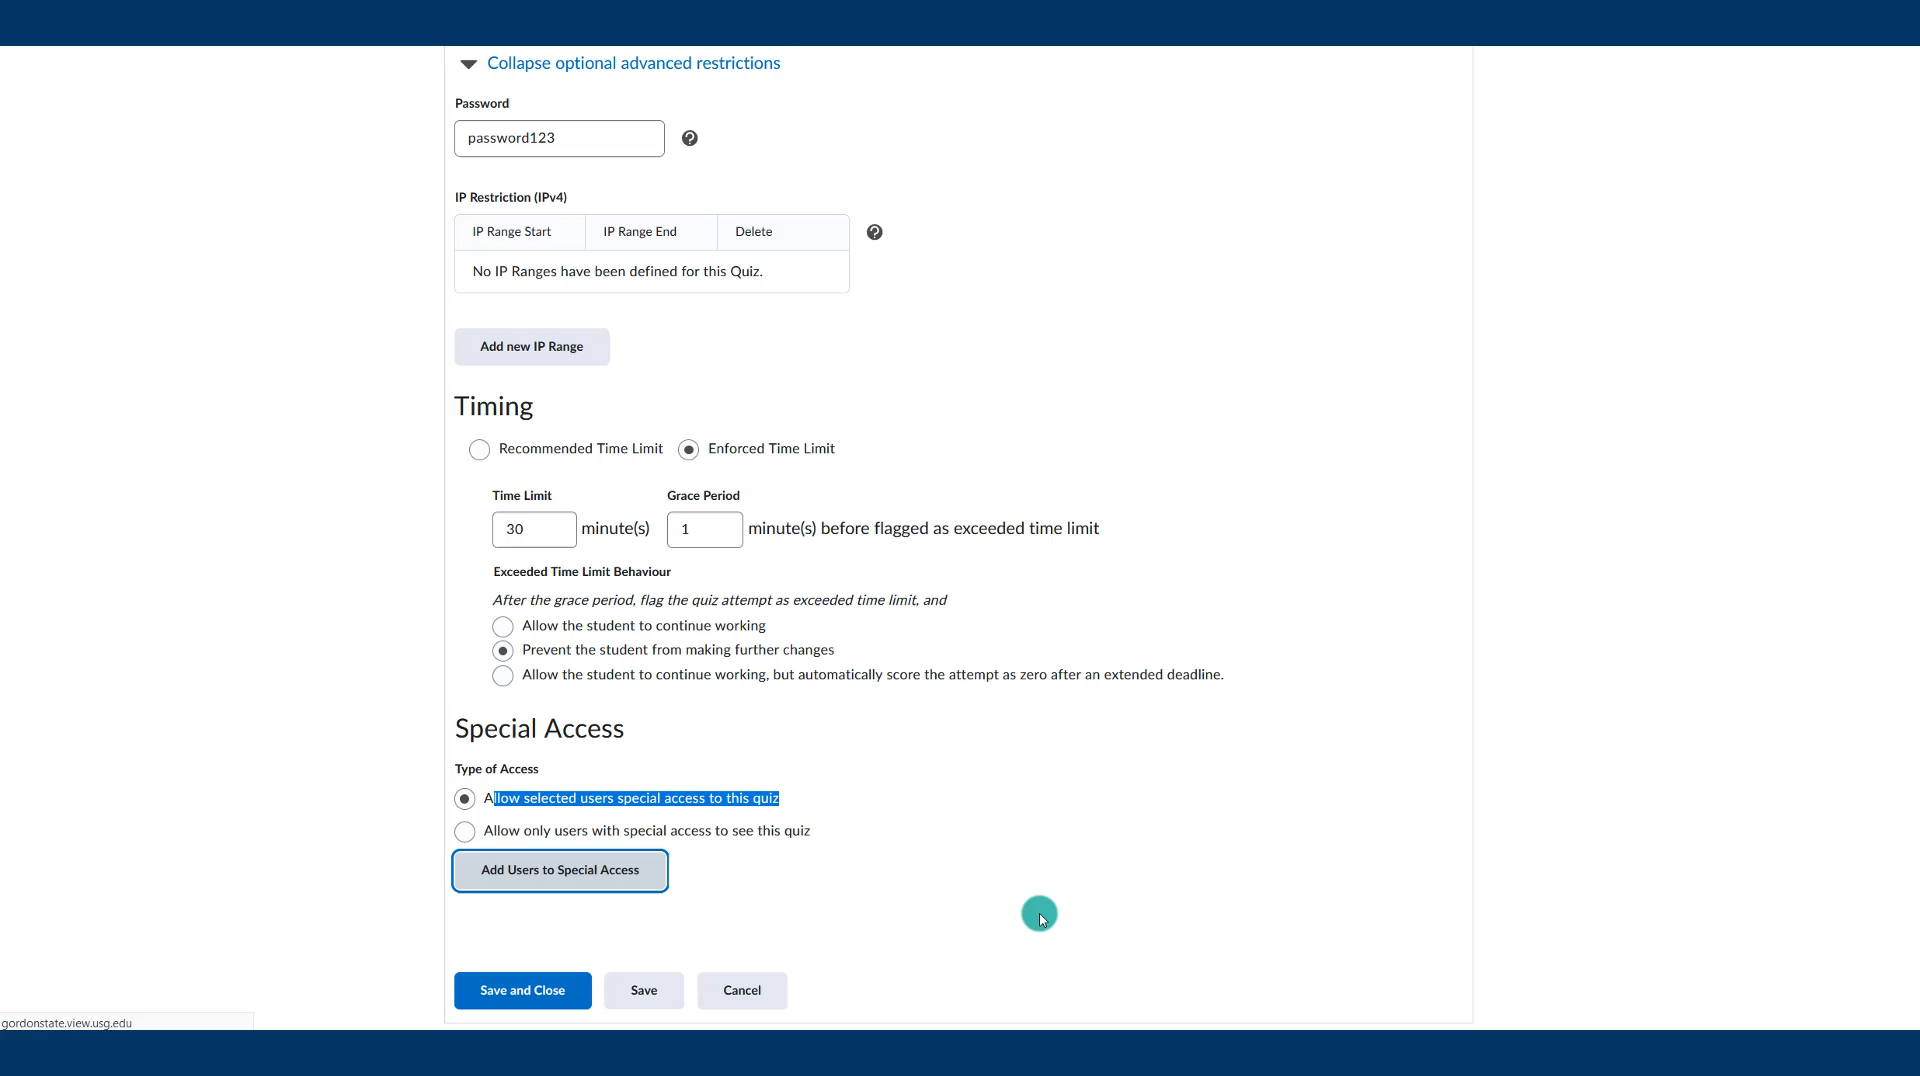 Collapse optional advanced restrictions
Password
password123
IP Restriction (IPv4)
IP Range Start IP Range End Delete
No IP Ranges have been defined for this Quiz.
Add new IP Range
Timing
Recommended Time Limit Enforced Time Limit
Time Limit Grace Period
30 minute(s) 1 minute(s) before flagged as exceeded time limit
Exceeded Time Limit Behaviour
After the grace period, flag the quiz attempt as exceeded time limit, and
Allow the student to continue working
Prevent the student from making further changes
Allow the student to continue working, but automatically score the attempt as zero after an extended deadline.
Special Access
Type of Access
Allow selected users special access to this quiz
Allow only users with special access to see this quiz
Add Users to Special Access
Save and Close Save Cancel
gordonstate.view.usg.edu